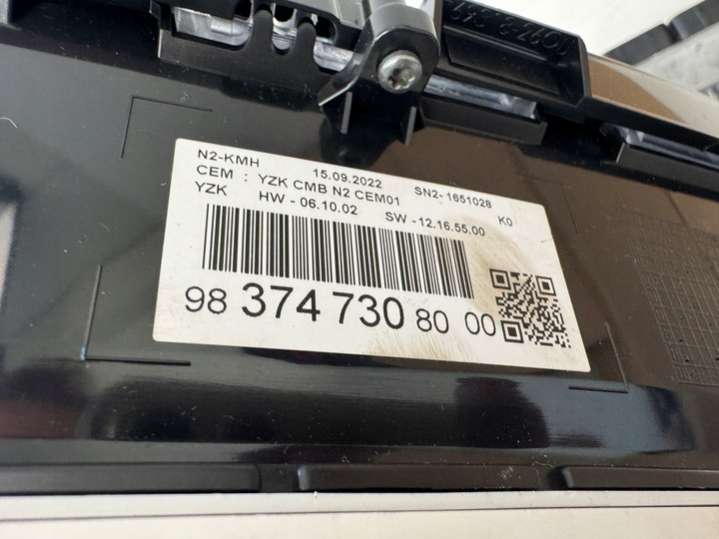 N2-KMH 15.09.2022 SN2-1651028
CEM : YZK CMB N2 CEM01 K0
YZK HW -06.10.02 SW -12.16.55.00
98 374 730 80 00